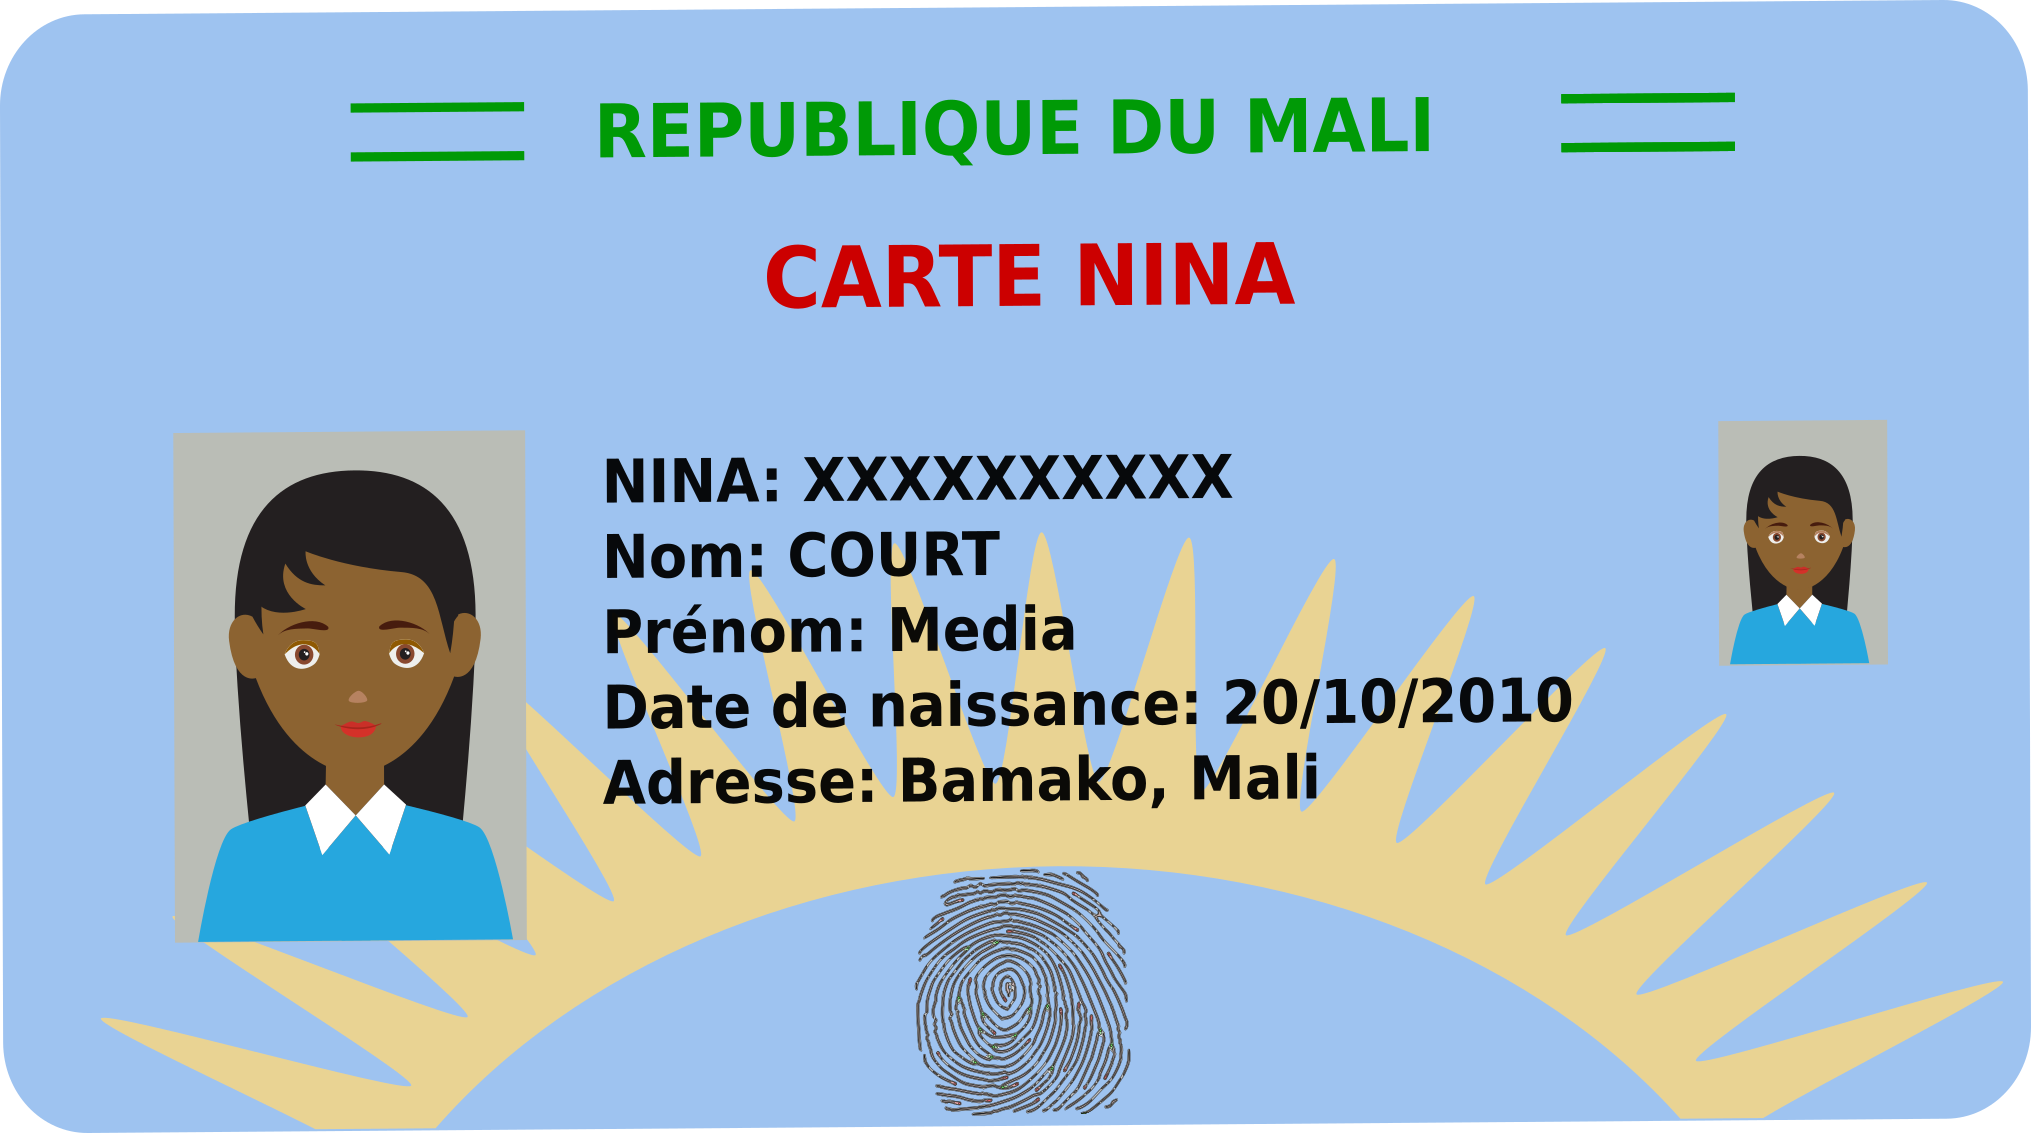 REPUBLIQUE DU MALI
CARTE NINA
NINA: XXXXXXXXXX
Nom: COURT
Prénom: Media
Date de naissance: 20/10/2010
Adresse: Bamako, Mali